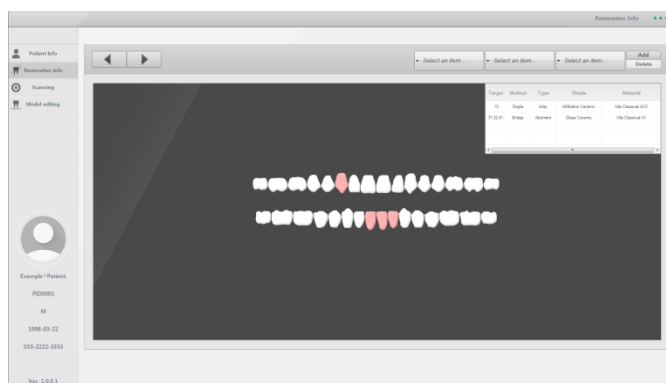 Restoration Info
Patient Info
Restoration Info
Scanning
Model editing
Select an item...
Select an item...
Select an item...
Add
Delete
Target Method Type Shade Material
13 Single Inlay Infiltration Ceramic Vita Classical A3.5
Bridge Abutment Glass Ceramic Vita Classical A1
Example^Patient
PID0001
M
1998-03-22
010-2222-3333
Ver. 1.0.0.1